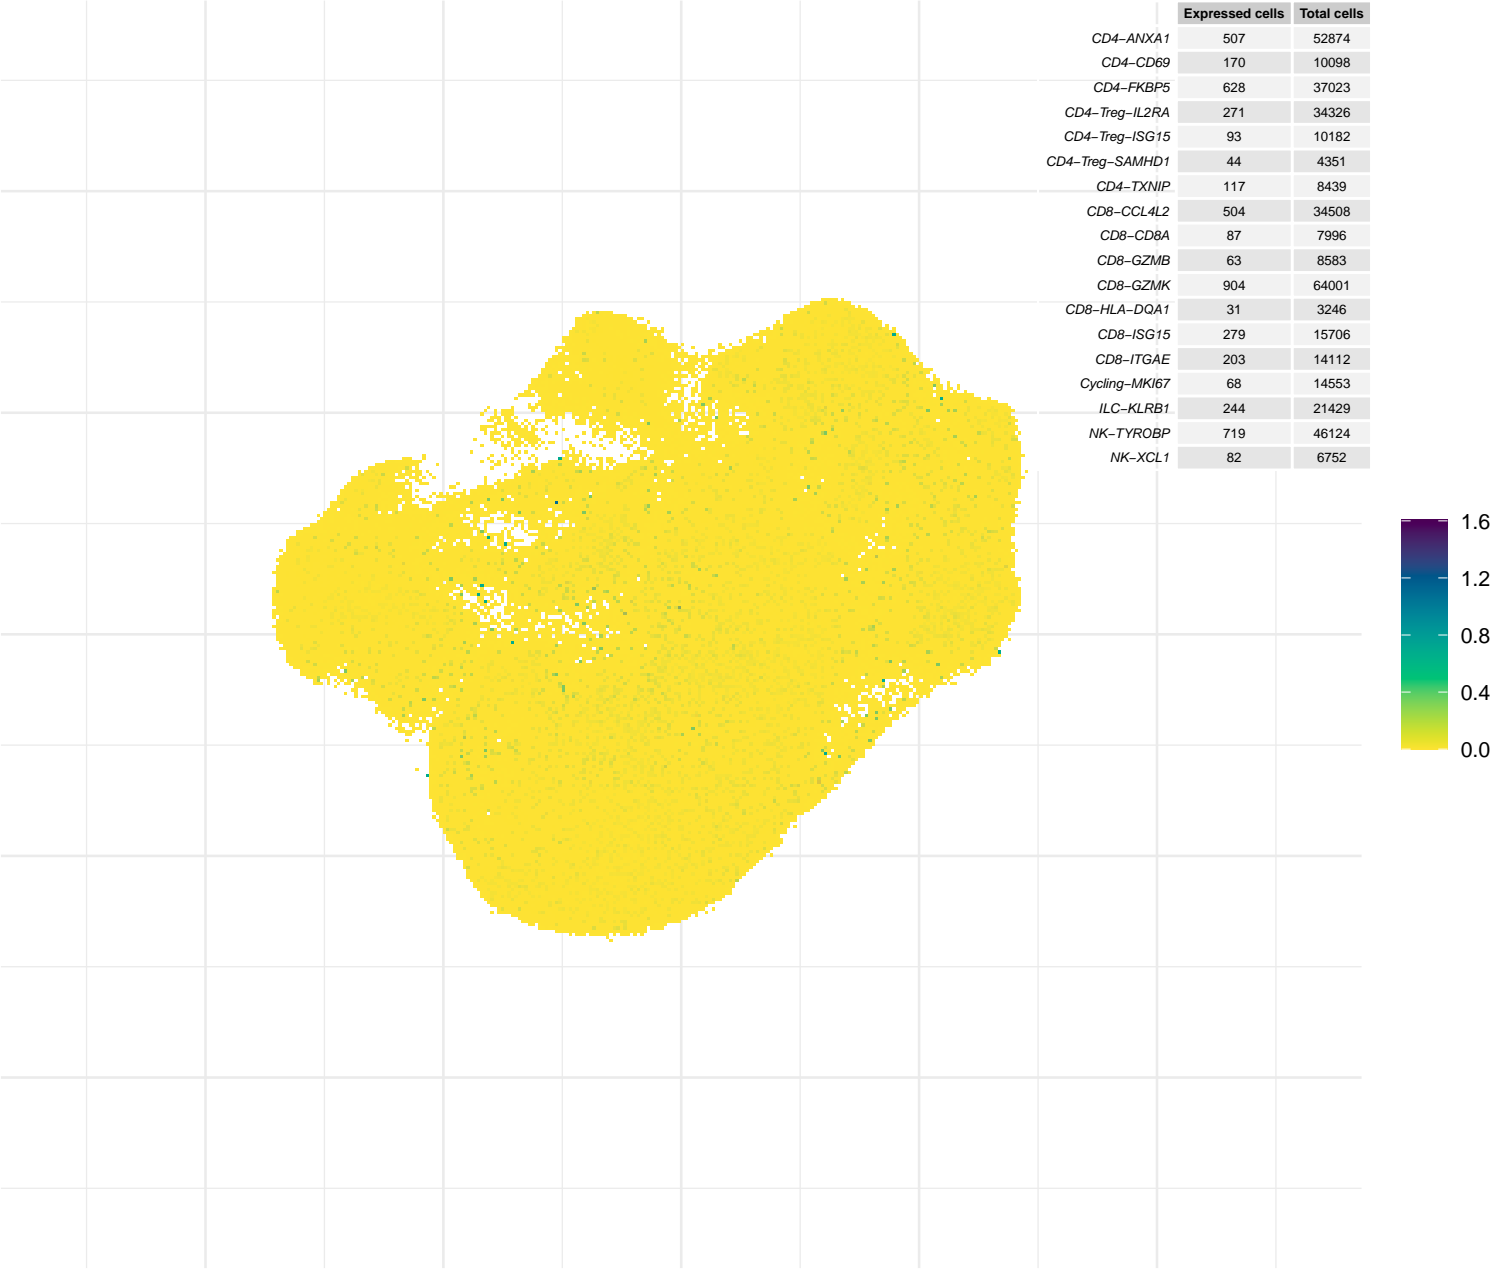 Expressed cells Total cells
CD4−ANXA1 507 52874
CD4−CD69 170 10098
CD4−FKBP5 628 37023
CD4−Treg−IL2RA 271 34326
CD4−Treg−ISG15 93 10182
CD4−Treg−SAMHD1 44 4351
CD4−TXNIP 117 8439
CD8−CCL4L2 504 34508
CD8−CD8A 87 7996
CD8−GZMB 63 8583
CD8−GZMK 904 64001
CD8−HLA−DQA1 31 3246
CD8−ISG15 279 15706
CD8−ITGAE 203 14112
Cycling−MKI67 68 14553
ILC−KLRB1 244 21429
NK−TYROBP 719 46124
NK−XCL1 82 6752
1.6
1.2
0.8
0.4
0.0